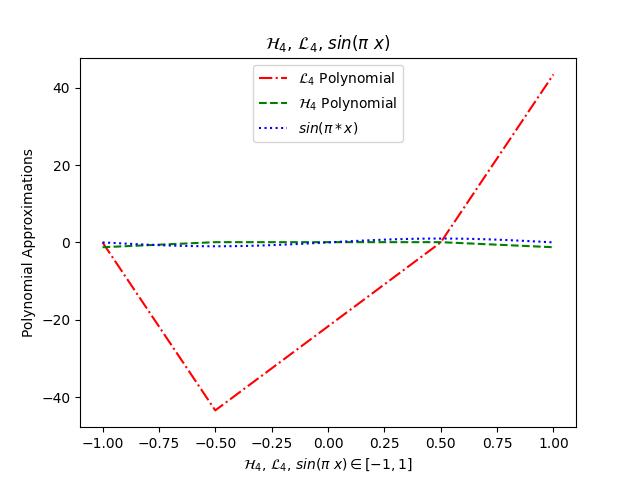 ℋ₄, ℒ₄, sin(π x)
ℒ₄ Polynomial
ℋ₄ Polynomial
sin(π * x)
Polynomial Approximations
40
20
0
−20
−40
−1.00 −0.75 −0.50 −0.25 0.00 0.25 0.50 0.75 1.00
ℋ₄, ℒ₄, sin(π x) ∈ [−1, 1]